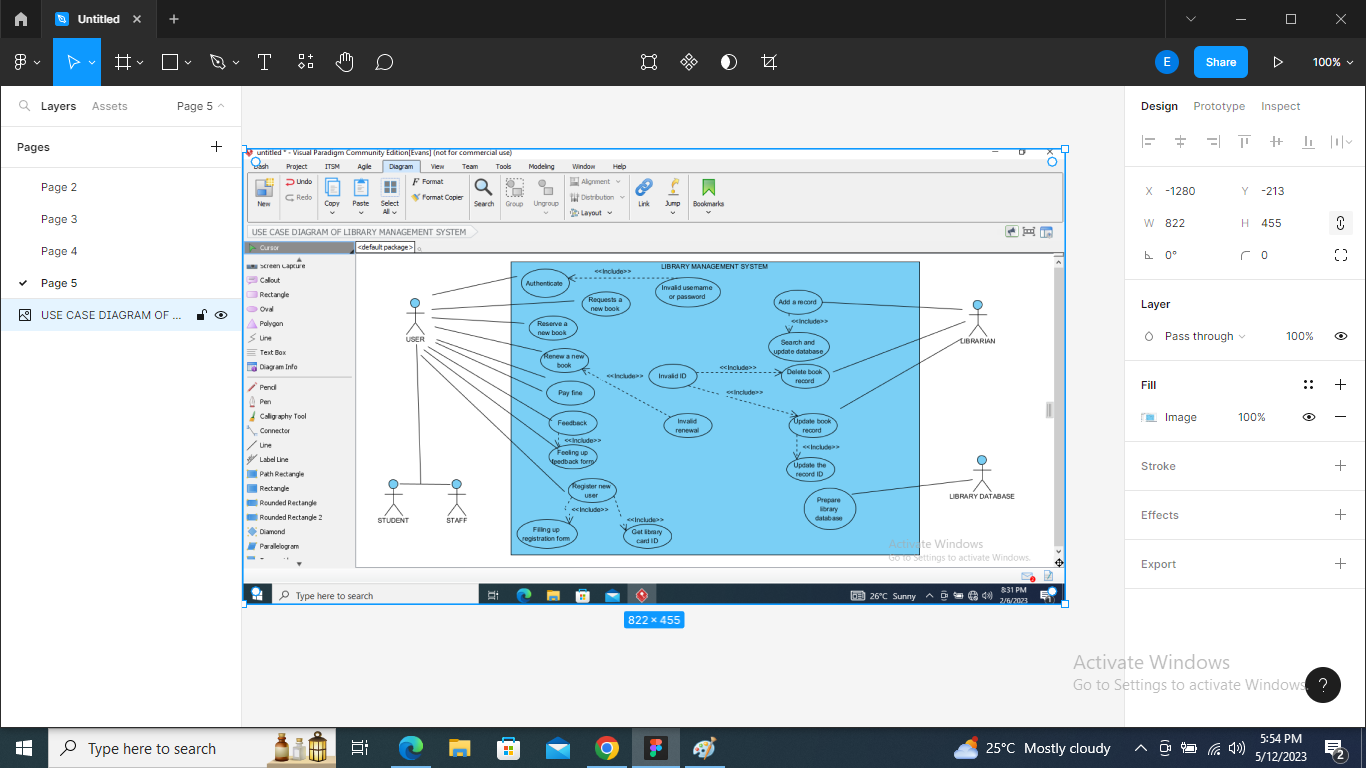 Untitled
Share
100%
Layers Assets Page 5
Pages
Page 2
Page 3
Page 4
Page 5
USE CASE DIAGRAM OF ...
untitled * - Visual Paradigm Community Edition[Evans] (not for commercial use)
Dash Project ITSM Agile Diagram View Team Tools Modeling Window Help
New
Undo
Redo
Copy
Paste
Select
All
Format
Format Copier
Search
Group
Ungroup
Alignment
Distribution
Layout
Link
Jump
Bookmarks
USE CASE DIAGRAM OF LIBRARY MANAGEMENT SYSTEM
Cursor
<default package>
Screen Capture
Callout
Rectangle
Oval
Polygon
Line
Text Box
Diagram Info
Pencil
Pen
Calligraphy Tool
Connector
Line
Label Line
Path Rectangle
Rectangle
Rounded Rectangle
Rounded Rectangle 2
Diamond
Parallelogram
LIBRARY MANAGEMENT SYSTEM
<<Include>>
Authenticate
Invalid username
or password
Requests a
new book
Add a record
<<Include>>
Reserve a
new book
Search and
update database
USER
LIBRARIAN
Renew a new
book
<<Include>>
Invalid ID
<<Include>>
Delete book
record
<<Include>>
Pay fine
Feedback
Invalid
renewal
Update book
record
<<Include>>
<<Include>>
Feeling up
feedback form
Update the
record ID
Register new
user
Prepare
library
database
LIBRARY DATABASE
<<Include>>
<<Include>>
STUDENT
STAFF
Filling up
registration form
Get library
card ID
Activate Windows
Go to Settings to activate Windows.
Type here to search
26°C Sunny
8:31 PM
2/6/2023
822 × 455
E
Design Prototype Inspect
X -1280 Y -213
W 822 H 455
0° 0
Layer
Pass through 100%
Fill
Image 100%
Stroke
Effects
Export
Activate Windows
Go to Settings to activate Windows.
?
Type here to search
25°C Mostly cloudy
5:54 PM
5/12/2023
2